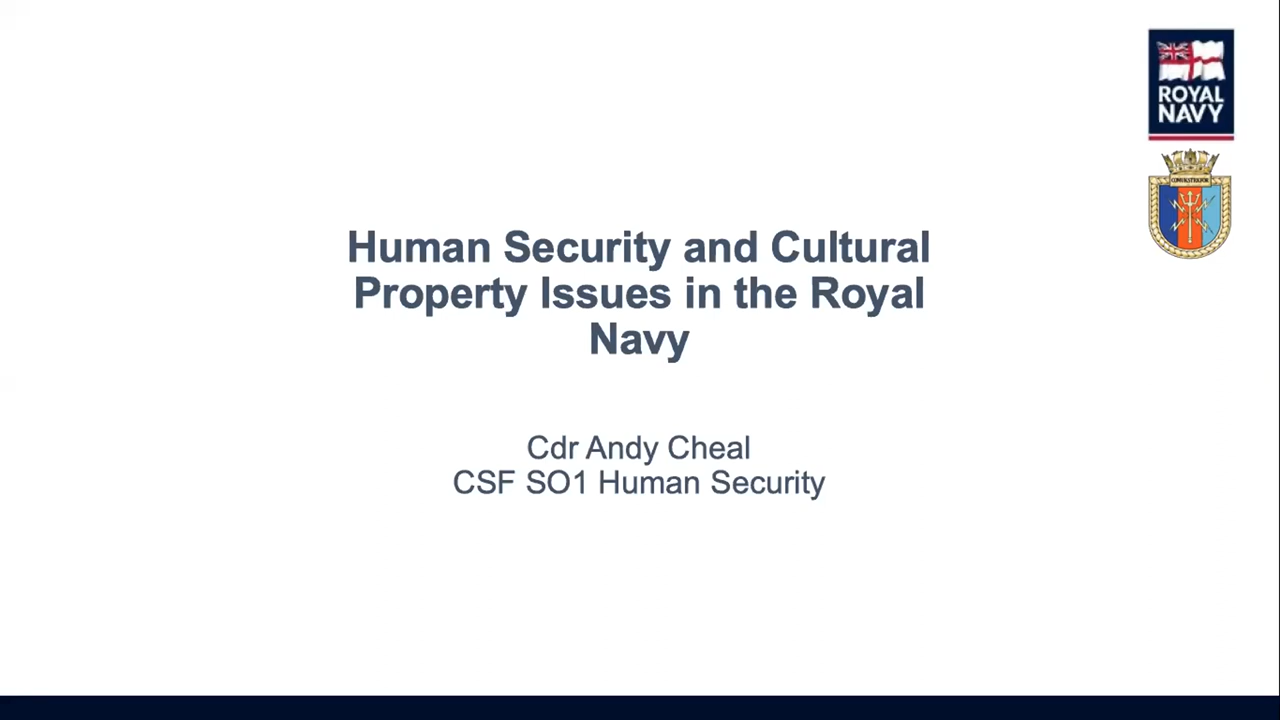 ROYAL
NAVY
Human Security and Cultural
Property Issues in the Royal
Navy
Cdr Andy Cheal
CSF SO1 Human Security